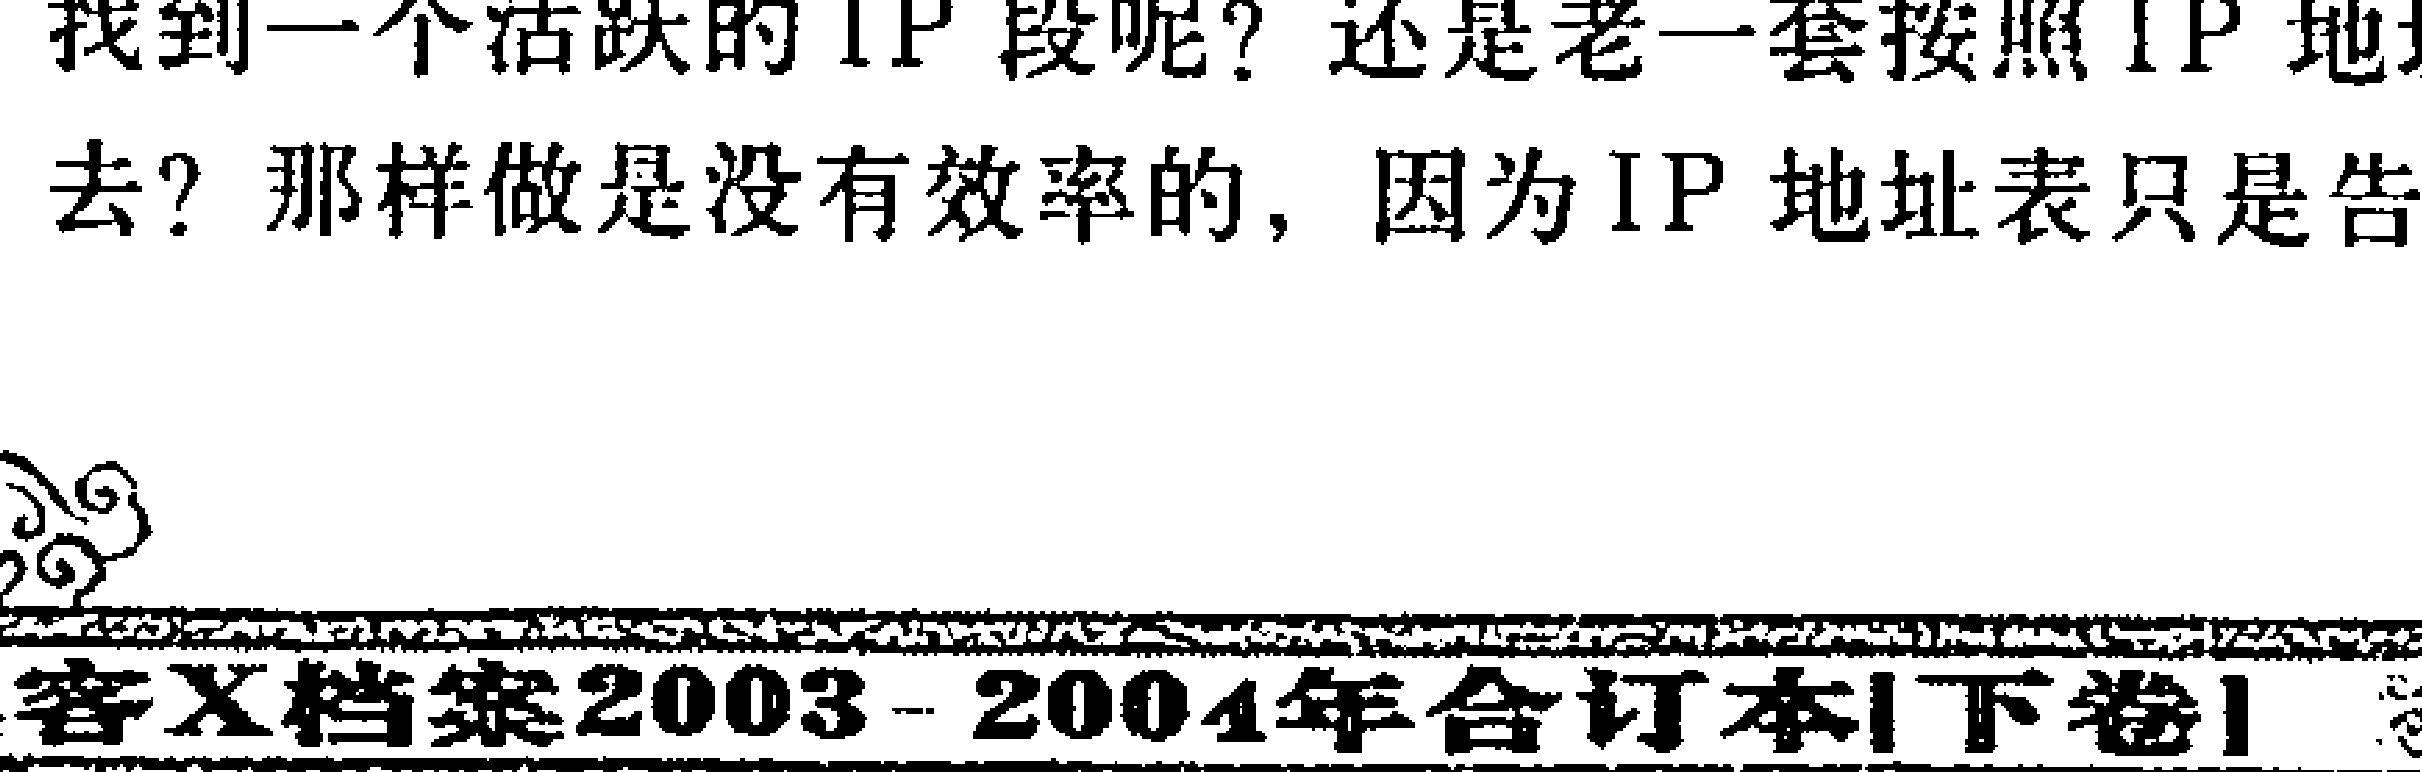 找到一个活跃的IP 段呢？还是老一套按照IP 地
去？那样做是没有效率的，因为IP 地址表只是告
客X档案2003-2004年合订本[下卷]